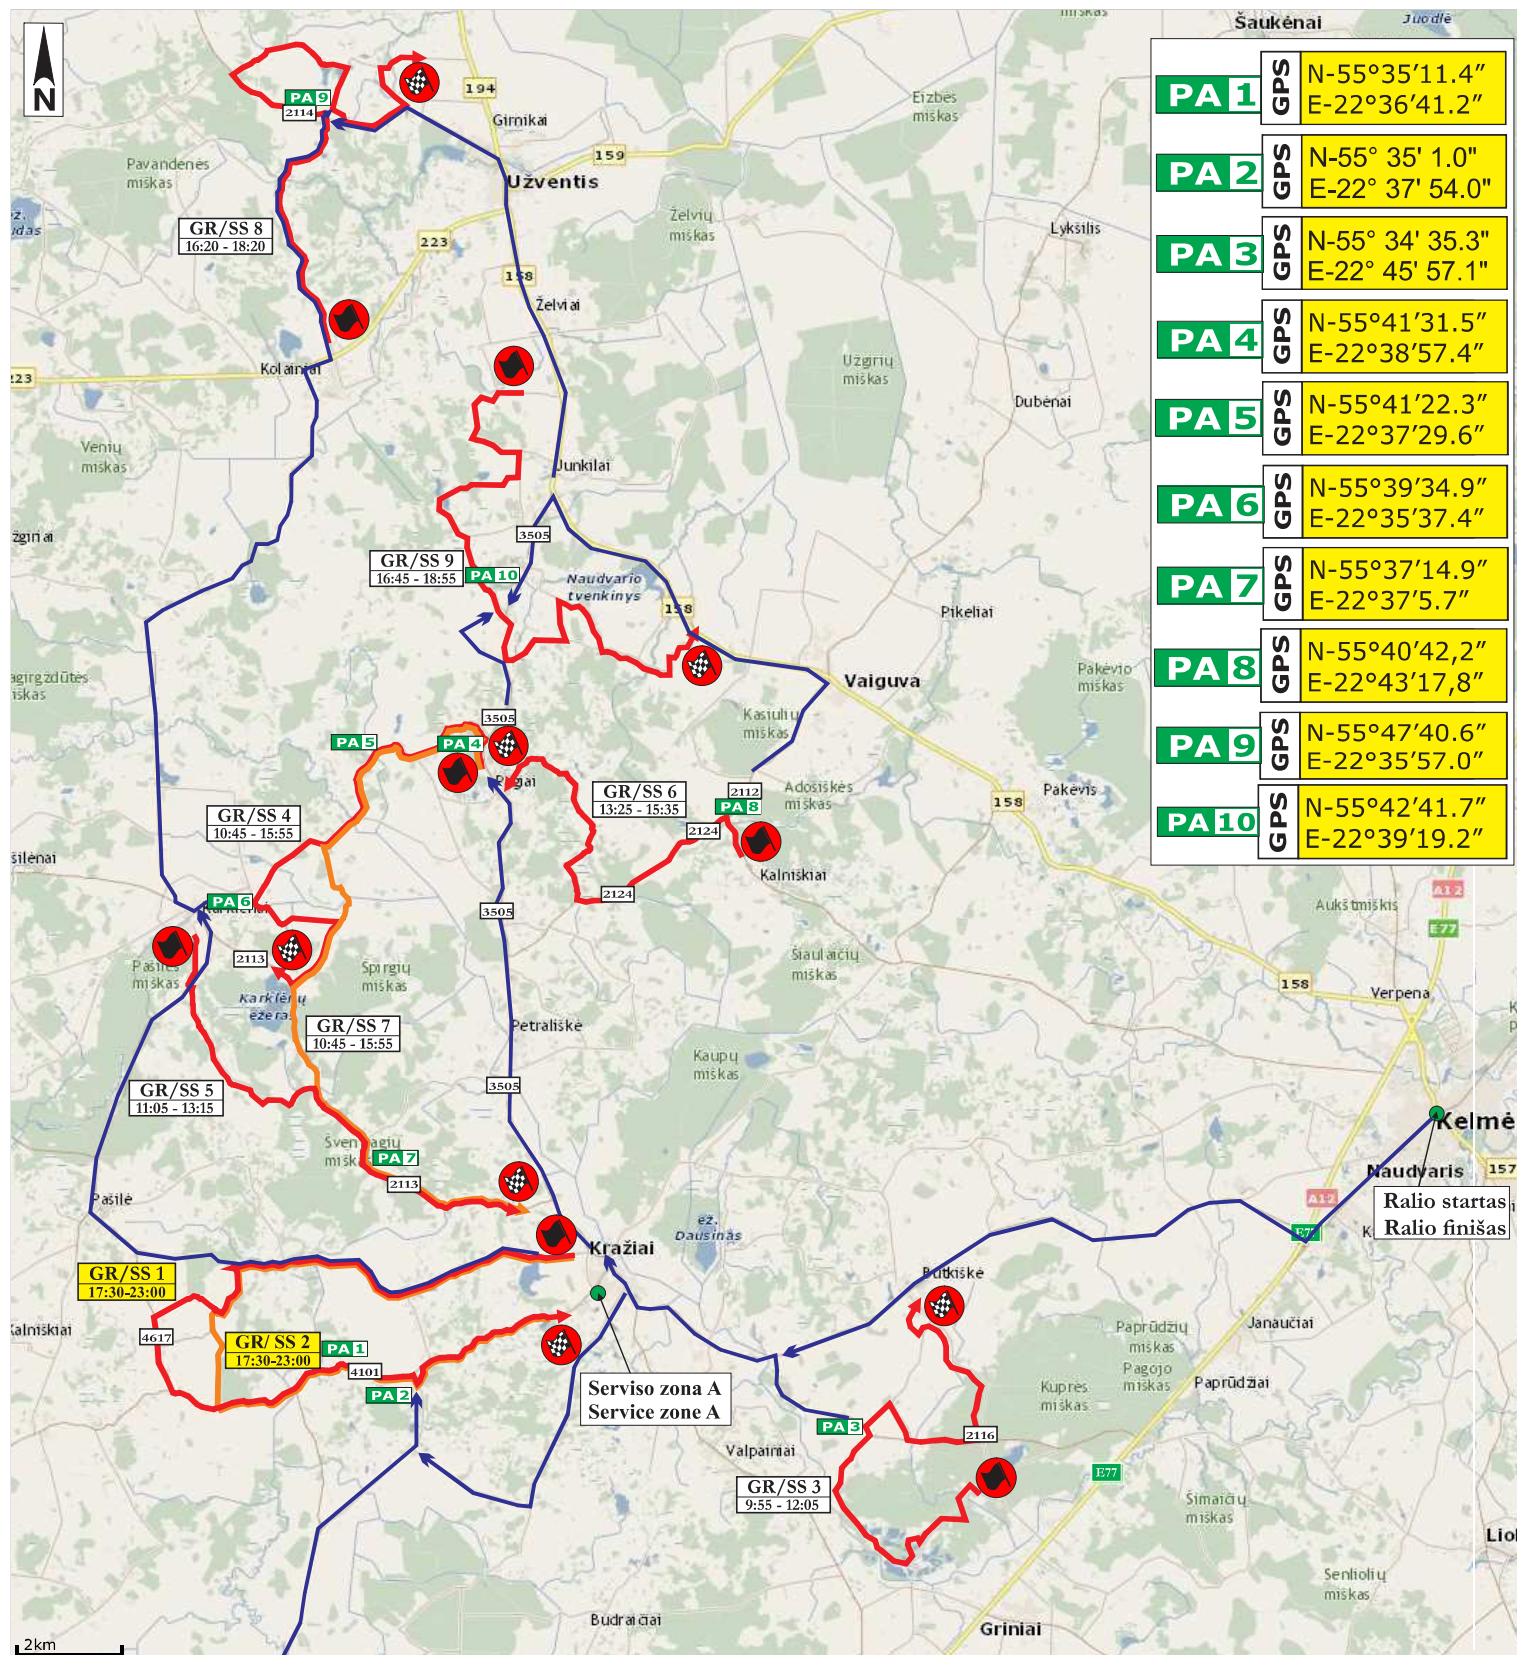 miškas
Šaukėnai
Juodlė
N
PA 9
2114
194
Girnikai
Eizbės
miškas
159
Pavandenės
miškas
Užventis
GR/SS 8
16:20 - 18:20
223
Želvių
miškas
Lykšilis
158
Želviai
Kolainiai
223
Užgirių
miškas
Dubėnai
Venių
miškas
Junkilai
3505
GR/SS 9
16:45 - 18:55
PA 10
Naudvario
tvenkinys
158
Pikeliai
Pakėvio
miškas
Vaiguva
3505
Kasiulių
miškas
PA 5
PA 4
2112
PA 8
Adošiškės
miškas
Pakėvis
158
GR/SS 6
13:25 - 15:35
GR/SS 4
10:45 - 15:55
2124
Kalniškiai
2124
PA 6
3505
A12
E77
Aukštmiškis
2113
Pašilės
miškas
Špirgių
miškas
Šiaulaičių
miškas
158
Verpena
Karklėnų
ežeras
GR/SS 7
10:45 - 15:55
Petrališkė
Kaupų
miškas
GR/SS 5
11:05 - 13:15
3505
Kelmė
PA 7
2113
Naudvaris
157
A12
Pašilė
Ralio startas
Ralio finišas
ež.
Dausinas
E77
Kražiai
GR/SS 1
17:30-23:00
Butkiškė
4617
GR/ SS 2
17:30-23:00
PA 1
4101
PA 2
Paprūdžių
miškas
Janaučiai
Pagojo
miškas
Paprūdžiai
Kuprės
miškas
Serviso zona A
Service zone A
PA 3
2116
Valpainiai
E77
GR/SS 3
9:55 - 12:05
Šimaičių
miškas
Senliolių
miškas
Budraičiai
Griniai
2km
PA 1 GPS N-55°35’11.4” E-22°36’41.2”
PA 2 GPS N-55° 35' 1.0" E-22° 37' 54.0"
PA 3 GPS N-55° 34' 35.3" E-22° 45' 57.1"
PA 4 GPS N-55°41’31.5” E-22°38’57.4”
PA 5 GPS N-55°41’22.3” E-22°37’29.6”
PA 6 GPS N-55°39’34.9” E-22°35’37.4”
PA 7 GPS N-55°37’14.9” E-22°37’5.7”
PA 8 GPS N-55°40’42,2” E-22°43’17,8”
PA 9 GPS N-55°47’40.6” E-22°35’57.0”
PA 10 GPS N-55°42’41.7” E-22°39’19.2”